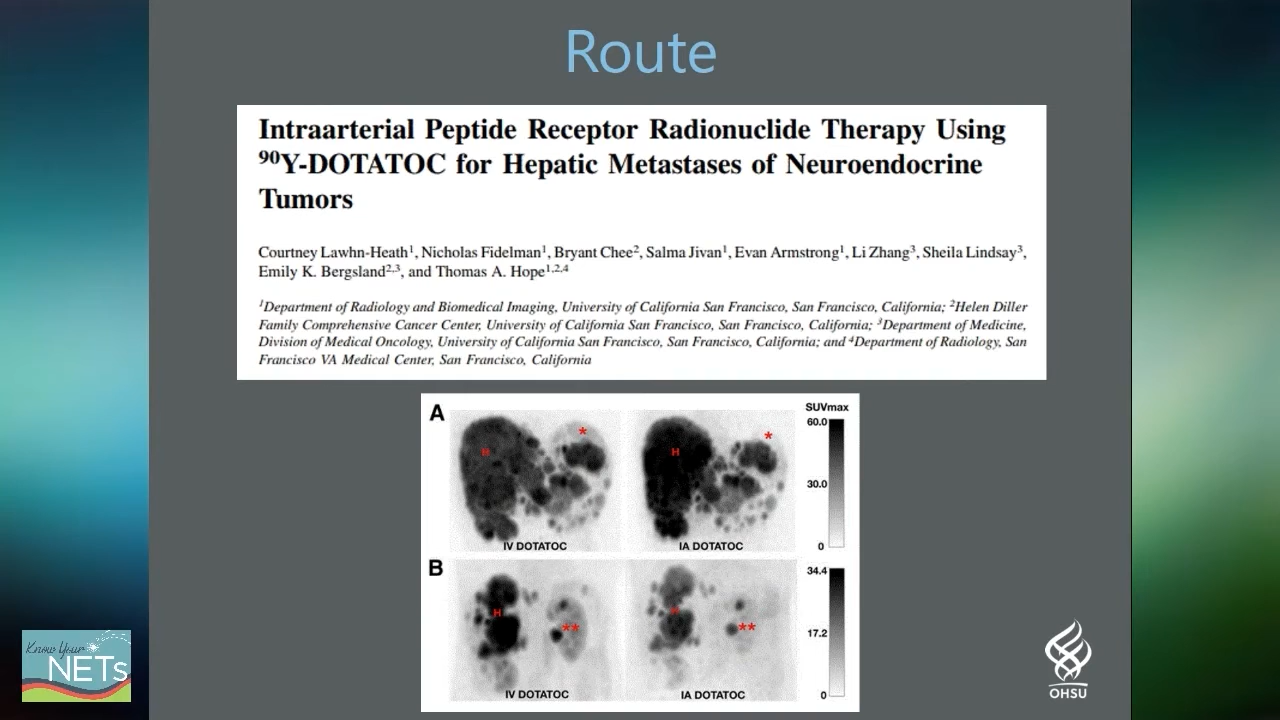 Route
Intraarterial Peptide Receptor Radionuclide Therapy Using
⁹⁰Y-DOTATOC for Hepatic Metastases of Neuroendocrine
Tumors
Courtney Lawhn-Heath¹, Nicholas Fidelman¹, Bryant Chee², Salma Jivan¹, Evan Armstrong¹, Li Zhang³, Sheila Lindsay³,
Emily K. Bergsland²,³, and Thomas A. Hope¹,²,⁴
¹Department of Radiology and Biomedical Imaging, University of California San Francisco, San Francisco, California; ²Helen Diller
Family Comprehensive Cancer Center, University of California San Francisco, San Francisco, California; ³Department of Medicine,
Division of Medical Oncology, University of California San Francisco, San Francisco, California; and ⁴Department of Radiology, San
Francisco VA Medical Center, San Francisco, California
A
SUVmax
60.0
*
*
H
H
30.0
0
IV DOTATOC
IA DOTATOC
B
34.4
H
H
**
**
17.2
0
IV DOTATOC
IA DOTATOC
Know Your
NETs
OHSU